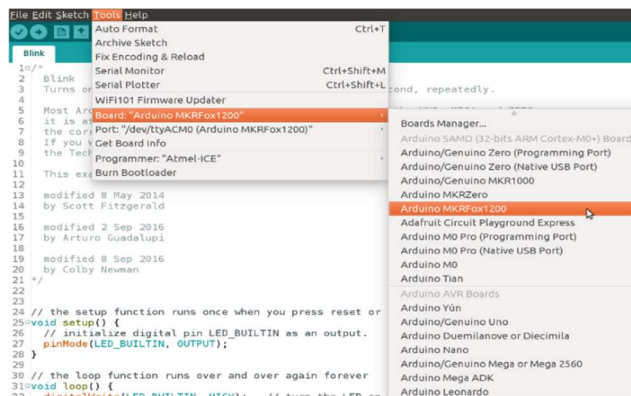 File Edit Sketch Tools Help
Blink
Auto Format Ctrl+T
Archive Sketch
Fix Encoding & Reload
Serial Monitor Ctrl+Shift+M
Serial Plotter Ctrl+Shift+L
WiFi101 Firmware Updater
Board: "Arduino MKRFox1200"
Port: "/dev/ttyACM0 (Arduino MKRFox1200)"
Get Board Info
Programmer: "Atmel-ICE"
Burn Bootloader
Boards Manager...
Arduino SAMD (32-bits ARM Cortex-M0+) Board
Arduino/Genuino Zero (Programming Port)
Arduino/Genuino Zero (Native USB Port)
Arduino/Genuino MKR1000
Arduino MKRZero
Arduino MKRFox1200
Adafruit Circuit Playground Express
Arduino M0 Pro (Programming Port)
Arduino M0 Pro (Native USB Port)
Arduino M0
Arduino Tian
Arduino AVR Boards
Arduino Yún
Arduino/Genuino Uno
Arduino Duemilanove or Diecimila
Arduino Nano
Arduino/Genuino Mega or Mega 2560
Arduino Mega ADK
Arduino Leonardo
1 /*
2 Blink
3 Turns on ond, repeatedly.
4
5 Most Ar
6 it is at
7 the cor
8 If you
9 the Tech
10
11 This exa
12
13 modified 8 May 2014
14 by Scott Fitzgerald
15
16 modified 2 Sep 2016
17 by Arturo Guadalupi
18
19 modified 8 Sep 2016
20 by Colby Newman
21 */
22
23
24 // the setup function runs once when you press reset or
25 void setup() {
26 // initialize digital pin LED_BUILTIN as an output.
27 pinMode(LED_BUILTIN, OUTPUT);
28 }
29
30 // the loop function runs over and over again forever
31 void loop() {